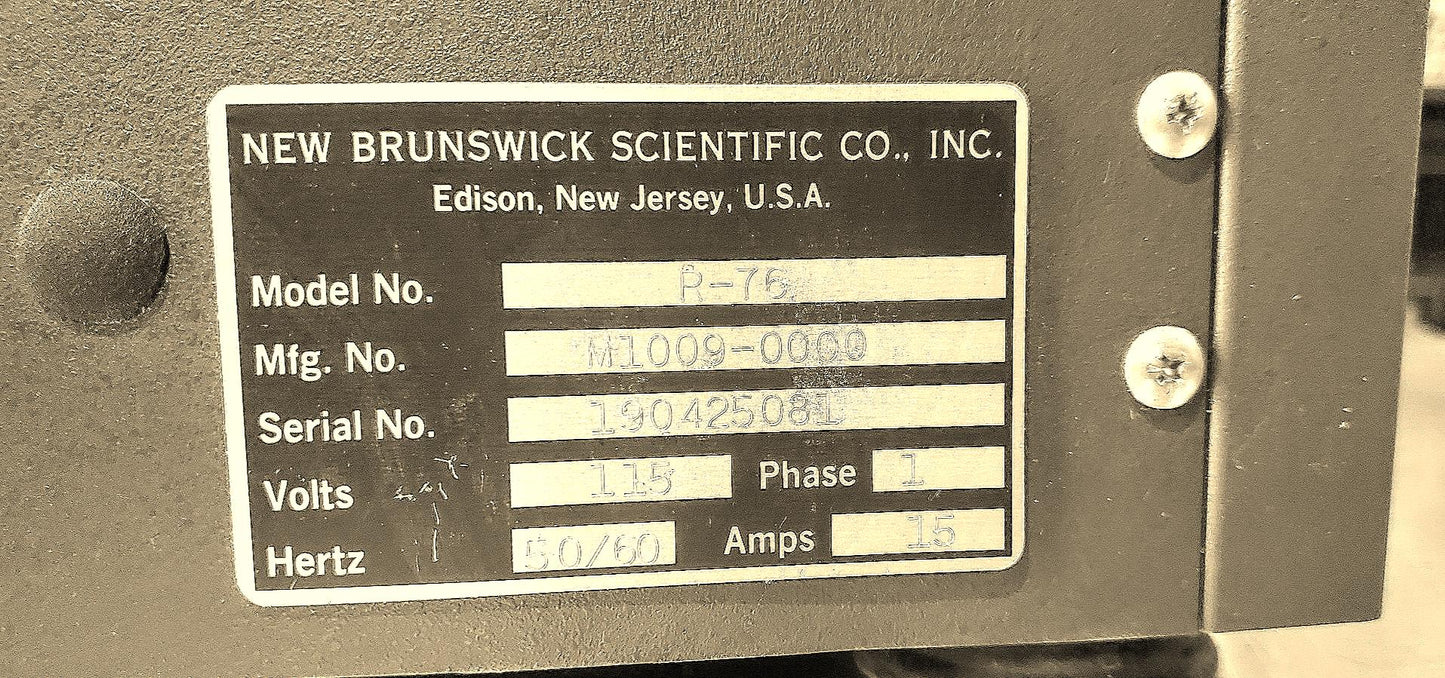 NEW BRUNSWICK SCIENTIFIC CO., INC.
Edison, New Jersey, U.S.A.
Model No. R-76
Mfg. No. M1009-0000
Serial No. 190425081
Volts 115 Phase 1
Hertz 50/60 Amps 15